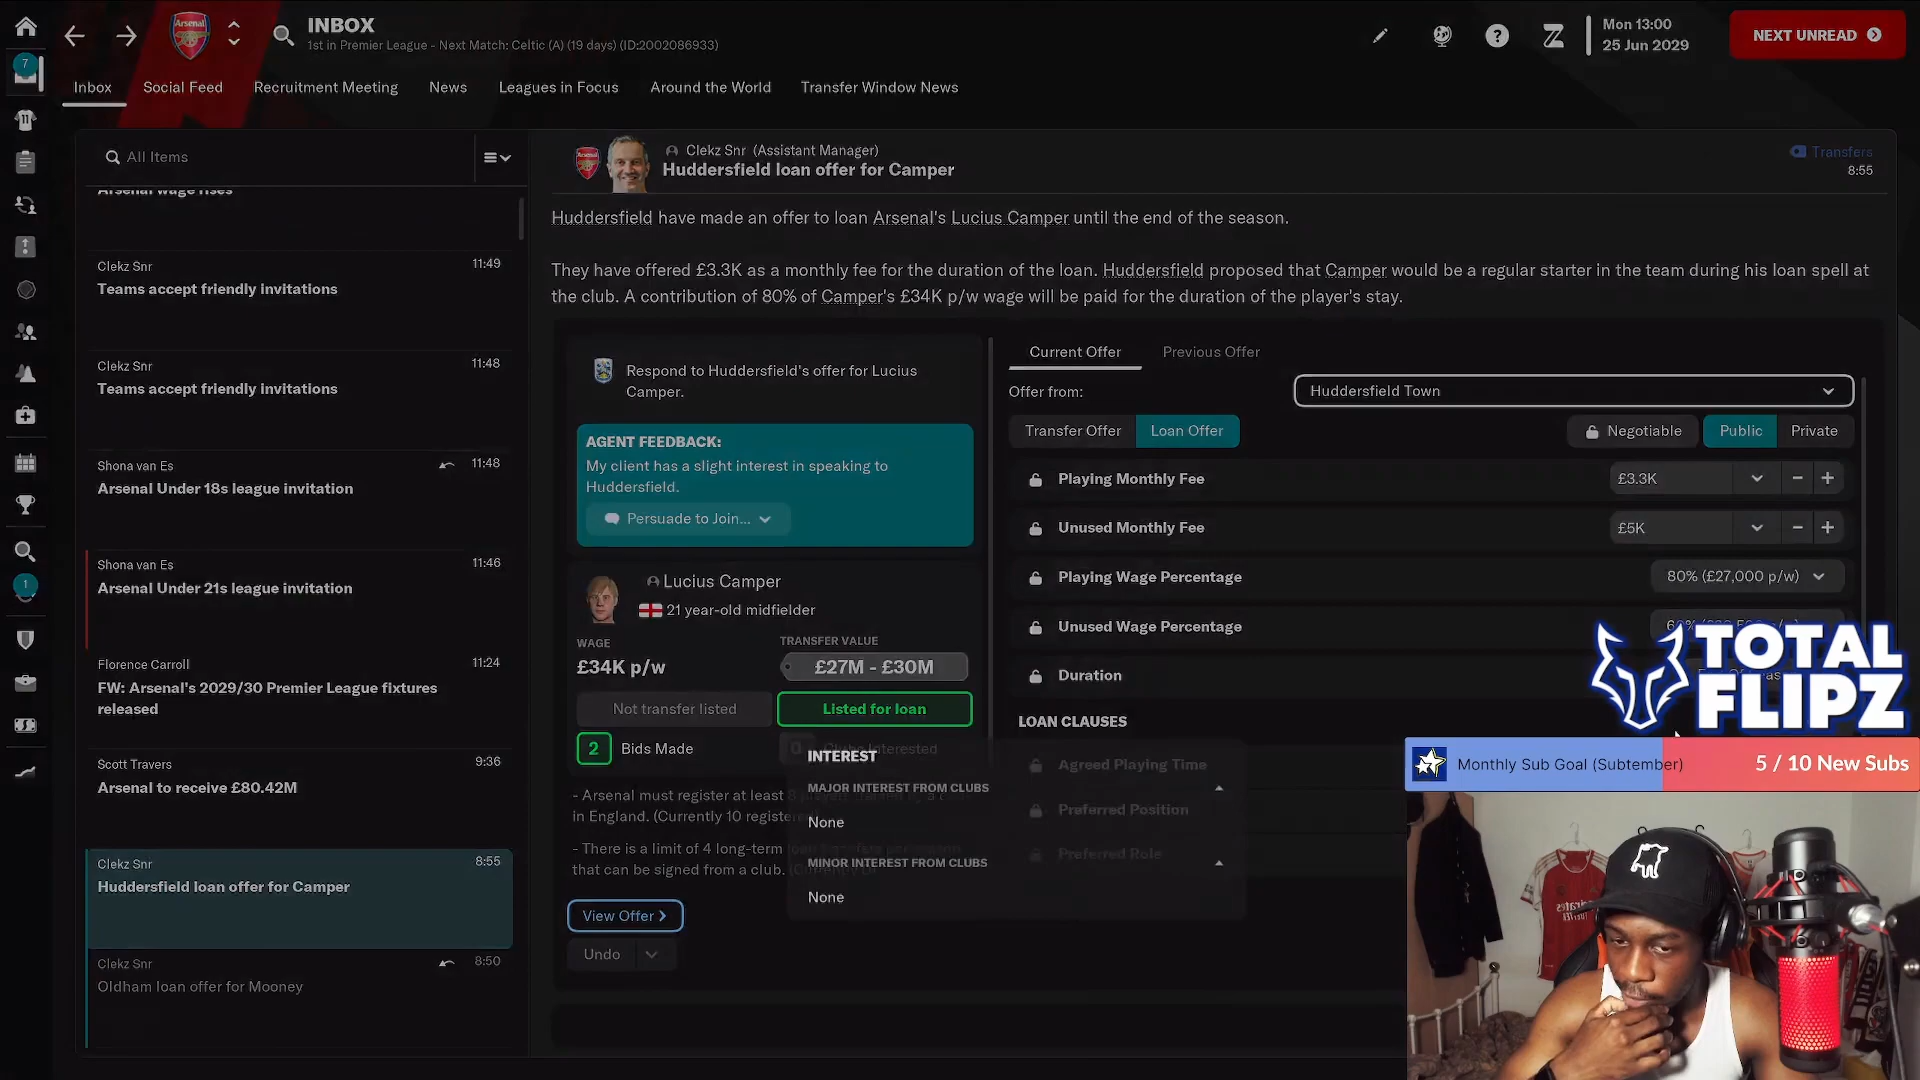 INBOX
1st in Premier League - Next Match: Celtic (A) (19 days) (ID:2002086933)
Mon 13:00
25 Jun 2029
NEXT UNREAD
7
Inbox
Social Feed
Recruitment Meeting
News
Leagues in Focus
Around the World
Transfer Window News
All Items
Arsenal wage rises
Clekz Snr 11:49
Teams accept friendly invitations
Clekz Snr 11:48
Teams accept friendly invitations
Shona van Es 11:48
Arsenal Under 18s league invitation
Shona van Es 11:46
Arsenal Under 21s league invitation
1
Florence Carroll 11:24
FW: Arsenal's 2029/30 Premier League fixtures
released
Scott Travers 9:36
Arsenal to receive £80.42M
Clekz Snr 8:55
Huddersfield loan offer for Camper
Clekz Snr 8:50
Oldham loan offer for Mooney
Clekz Snr (Assistant Manager)
Huddersfield loan offer for Camper
Transfers
8:55
Huddersfield have made an offer to loan Arsenal's Lucius Camper until the end of the season.
They have offered £3.3K as a monthly fee for the duration of the loan. Huddersfield proposed that Camper would be a regular starter in the team during his loan spell at
the club. A contribution of 80% of Camper's £34K p/w wage will be paid for the duration of the player's stay.
Respond to Huddersfield's offer for Lucius
Camper.
AGENT FEEDBACK:
My client has a slight interest in speaking to
Huddersfield.
Persuade to Join...
Lucius Camper
21 year-old midfielder
WAGE
£34K p/w
TRANSFER VALUE
£27M - £30M
Not transfer listed
Listed for loan
2 Bids Made
0 Clubs Interested
- Arsenal must register at least 8 players trained by a
in England. (Currently 10 registe
- There is a limit of 4 long-term
that can be signed from a club.
INTEREST
MAJOR INTEREST FROM CLUBS
None
MINOR INTEREST FROM CLUBS
None
View Offer
Undo
Current Offer
Previous Offer
Offer from:
Huddersfield Town
Transfer Offer
Loan Offer
Negotiable
Public
Private
Playing Monthly Fee £3.3K
Unused Monthly Fee £5K
Playing Wage Percentage 80% (£27,000 p/w)
Unused Wage Percentage
Duration
LOAN CLAUSES
Agreed Playing Time
Preferred Position
Preferred Role
TOTAL
FLIPZ
Monthly Sub Goal (Subtember) 5 / 10 New Subs